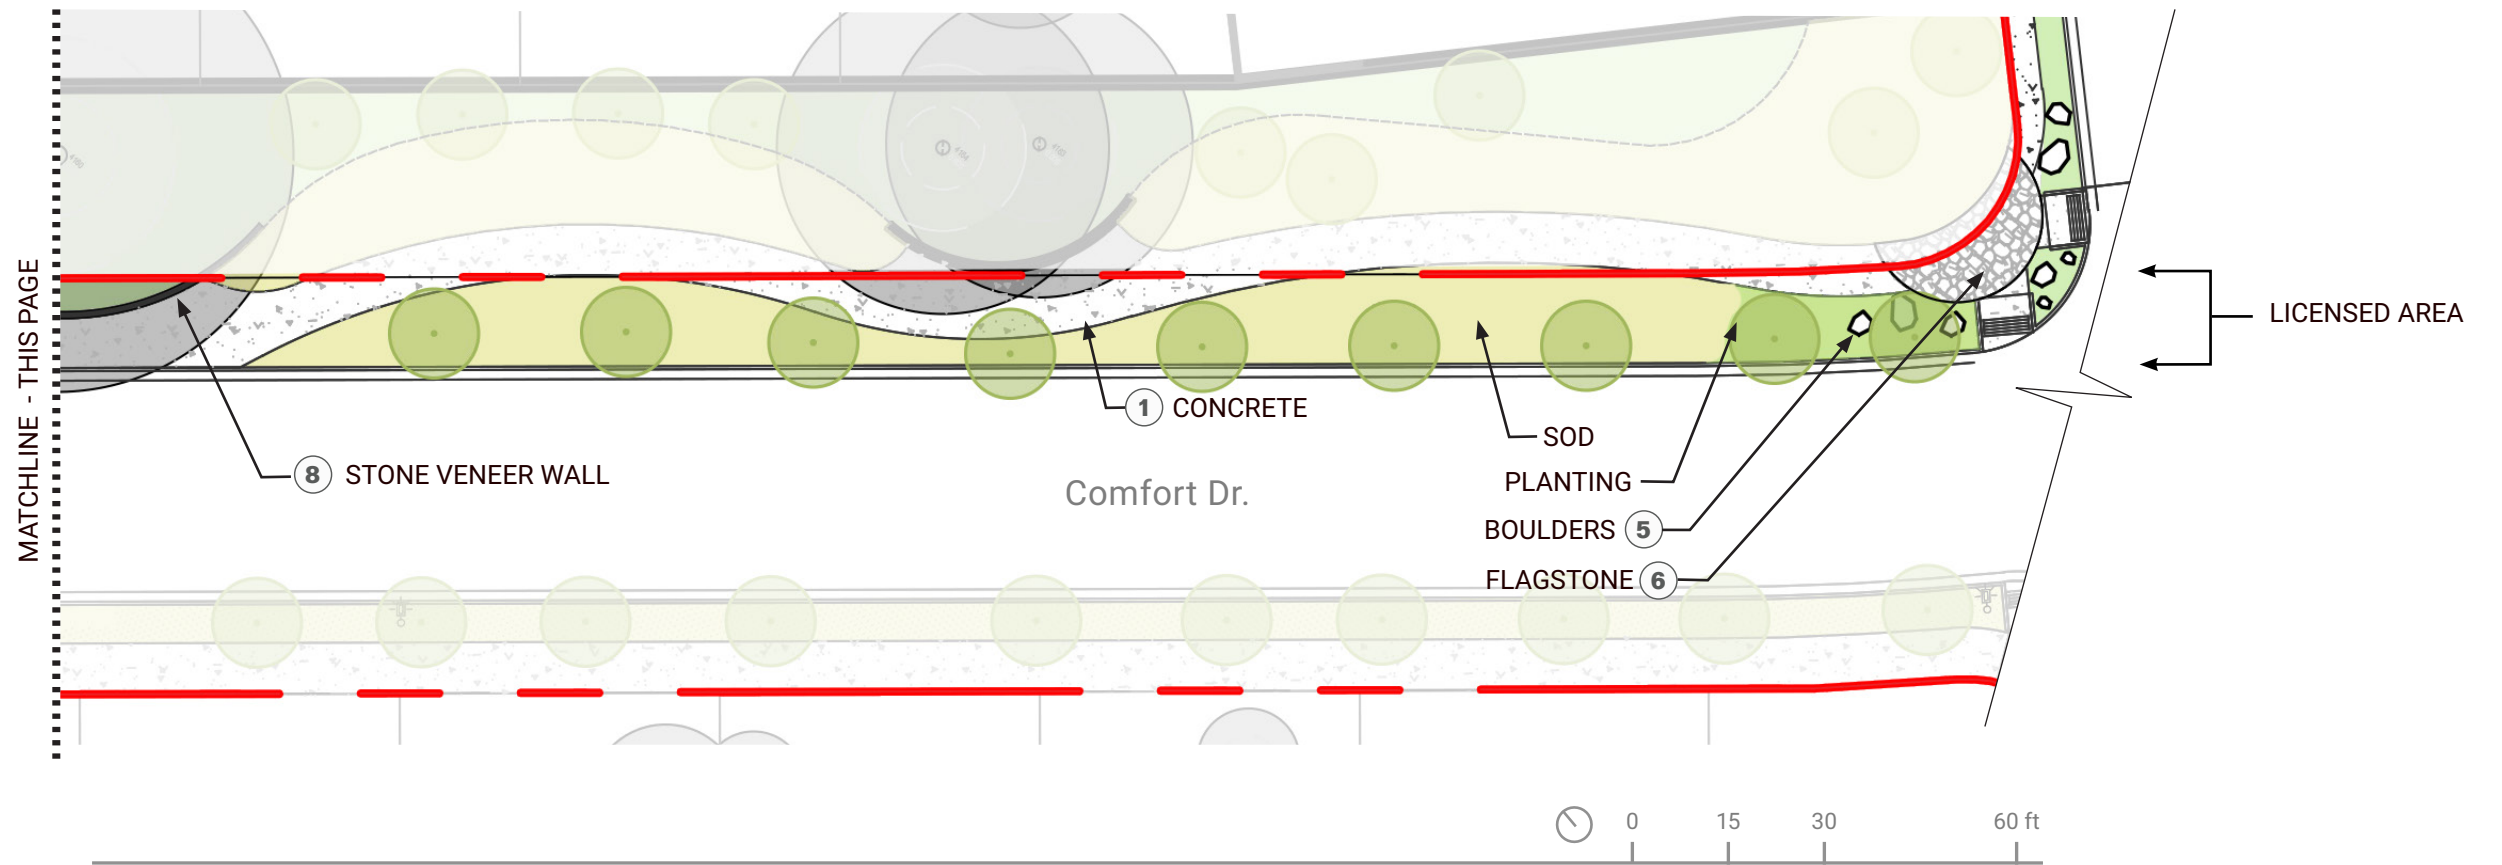 MATCHLINE - THIS PAGE
4164
LICENSED AREA
1 CONCRETE
SOD
8 STONE VENEER WALL
PLANTING
Comfort Dr.
BOULDERS 5
FLAGSTONE 6
0 15 30 60 ft